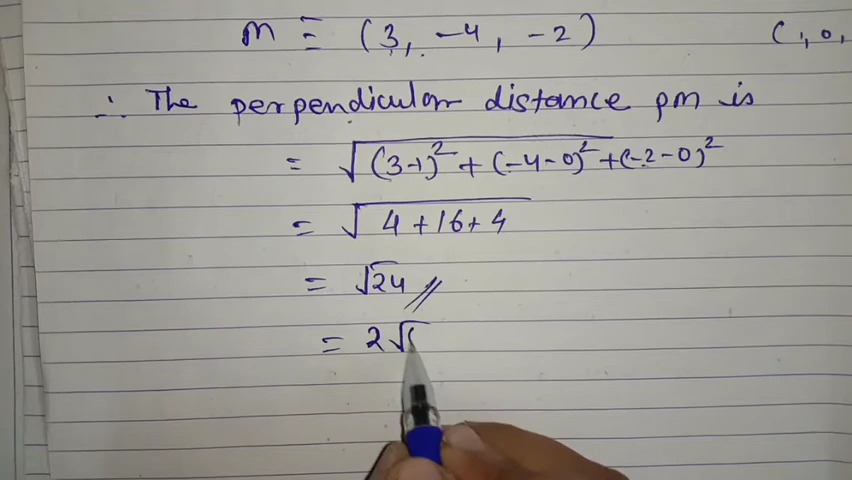 m ≡ (3, -4, -2) (1, 0,
∴ The perpendicular distance pm is
= √(3-1)² + (-4-0)² + (-2-0)²
= √4+16+4
= √24 //
= 2√